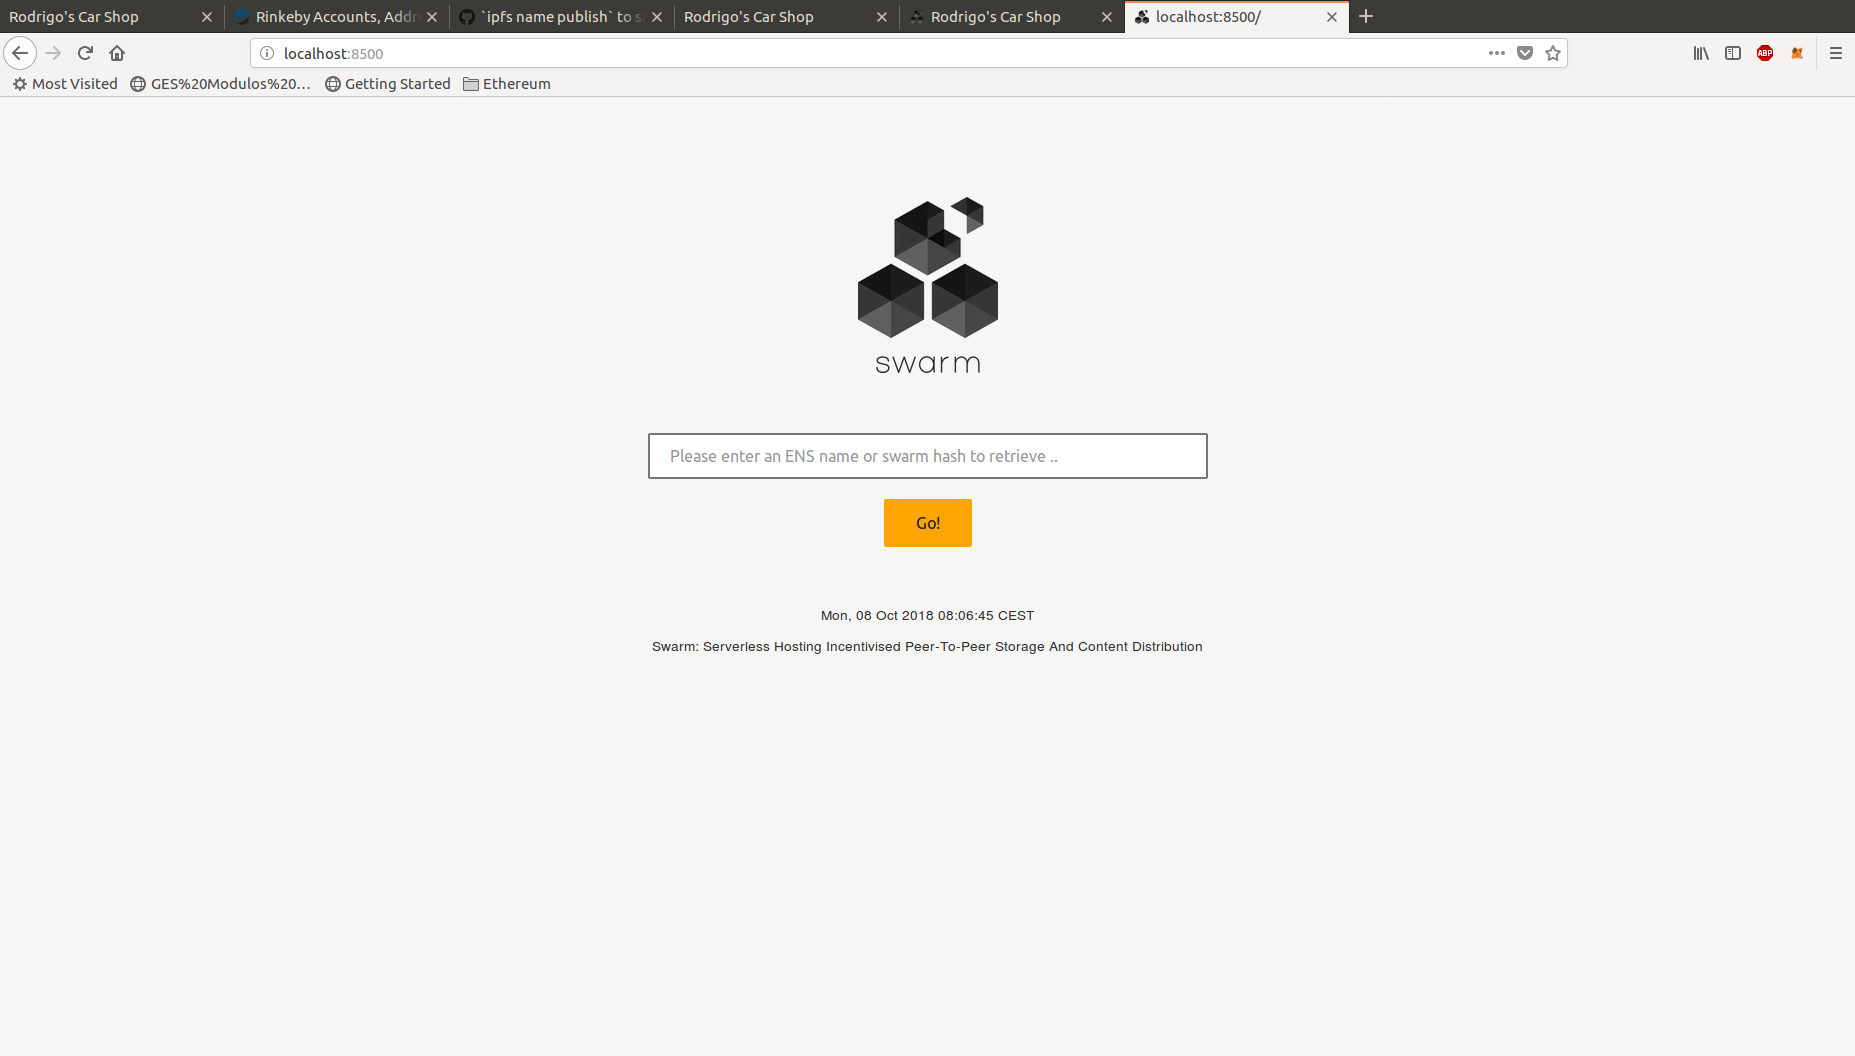 Rodrigo's Car Shop
Rinkeby Accounts, Addr
`ipfs name publish` to s
Rodrigo's Car Shop
Rodrigo's Car Shop
localhost:8500/
localhost:8500
ABP
Most Visited
GES%20Modulos%20...
Getting Started
Ethereum
swarm
Please enter an ENS name or swarm hash to retrieve ..
Go!
Mon, 08 Oct 2018 08:06:45 CEST
Swarm: Serverless Hosting Incentivised Peer-To-Peer Storage And Content Distribution